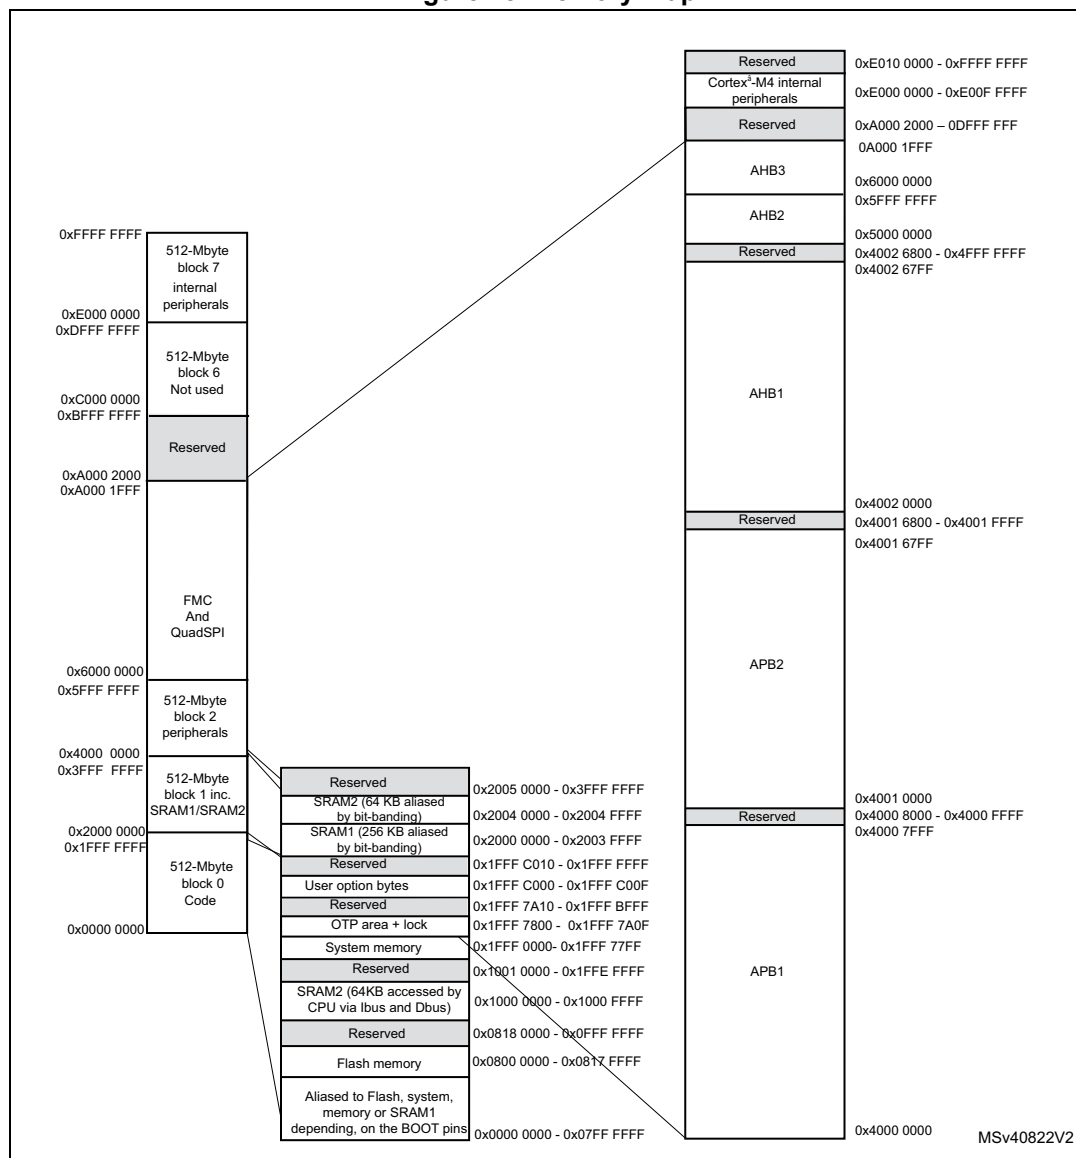 0xFFFF FFFF
512-Mbyte
block 7
internal
peripherals
0xE000 0000
0xDFFF FFFF
512-Mbyte
block 6
Not used
0xC000 0000
0xBFFF FFFF
Reserved
0xA000 2000
0xA000 1FFF
FMC
And
QuadSPI
0x6000 0000
0x5FFF FFFF
512-Mbyte
block 2
peripherals
0x4000 0000
0x3FFF FFFF
512-Mbyte
block 1 inc.
SRAM1/SRAM2
0x2000 0000
0x1FFF FFFF
512-Mbyte
block 0
Code
0x0000 0000
Reserved
0x2005 0000 - 0x3FFF FFFF
SRAM2 (64 KB aliased
by bit-banding)
0x2004 0000 - 0x2004 FFFF
SRAM1 (256 KB aliased
by bit-banding)
0x2000 0000 - 0x2003 FFFF
Reserved
0x1FFF C010 - 0x1FFF FFFF
User option bytes
0x1FFF C000 - 0x1FFF C00F
Reserved
0x1FFF 7A10 - 0x1FFF BFFF
OTP area + lock
0x1FFF 7800 - 0x1FFF 7A0F
System memory
0x1FFF 0000- 0x1FFF 77FF
Reserved
0x1001 0000 - 0x1FFE FFFF
SRAM2 (64KB accessed by
CPU via Ibus and Dbus)
0x1000 0000 - 0x1000 FFFF
Reserved
0x0818 0000 - 0x0FFF FFFF
Flash memory
0x0800 0000 - 0x0817 FFFF
Aliased to Flash, system,
memory or SRAM1
depending, on the BOOT pins
0x0000 0000 - 0x07FF FFFF
Reserved
0xE010 0000 - 0xFFFF FFFF
Cortexå-M4 internal
peripherals
0xE000 0000 - 0xE00F FFFF
Reserved
0xA000 2000 – 0DFFF FFF
0A000 1FFF
AHB3
0x6000 0000
0x5FFF FFFF
AHB2
0x5000 0000
Reserved
0x4002 6800 - 0x4FFF FFFF
0x4002 67FF
AHB1
0x4002 0000
Reserved
0x4001 6800 - 0x4001 FFFF
0x4001 67FF
APB2
0x4001 0000
Reserved
0x4000 8000 - 0x4000 FFFF
0x4000 7FFF
APB1
0x4000 0000
MSv40822V2